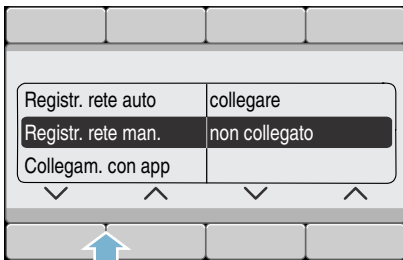 Registr. rete auto collegare
Registr. rete man. non collegato
Collegam. con app